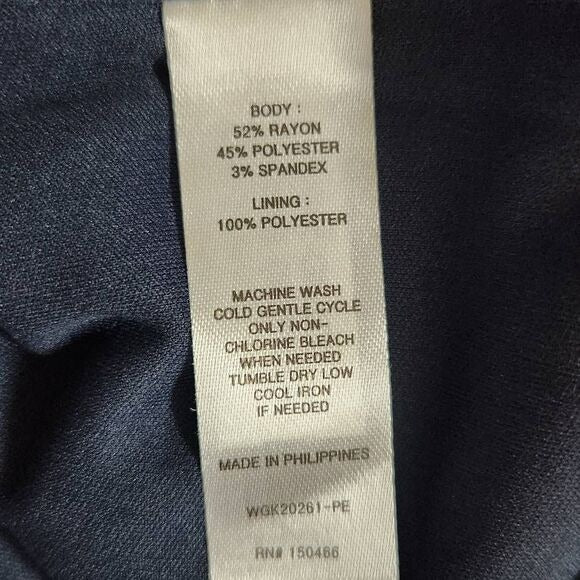 BODY :
52% RAYON
45% POLYESTER
3% SPANDEX
LINING :
100% POLYESTER
MACHINE WASH
COLD GENTLE CYCLE
ONLY NON-
CHLORINE BLEACH
WHEN NEEDED
TUMBLE DRY LOW
COOL IRON
IF NEEDED
MADE IN PHILIPPINES
WGK20261-PE
RN# 150466